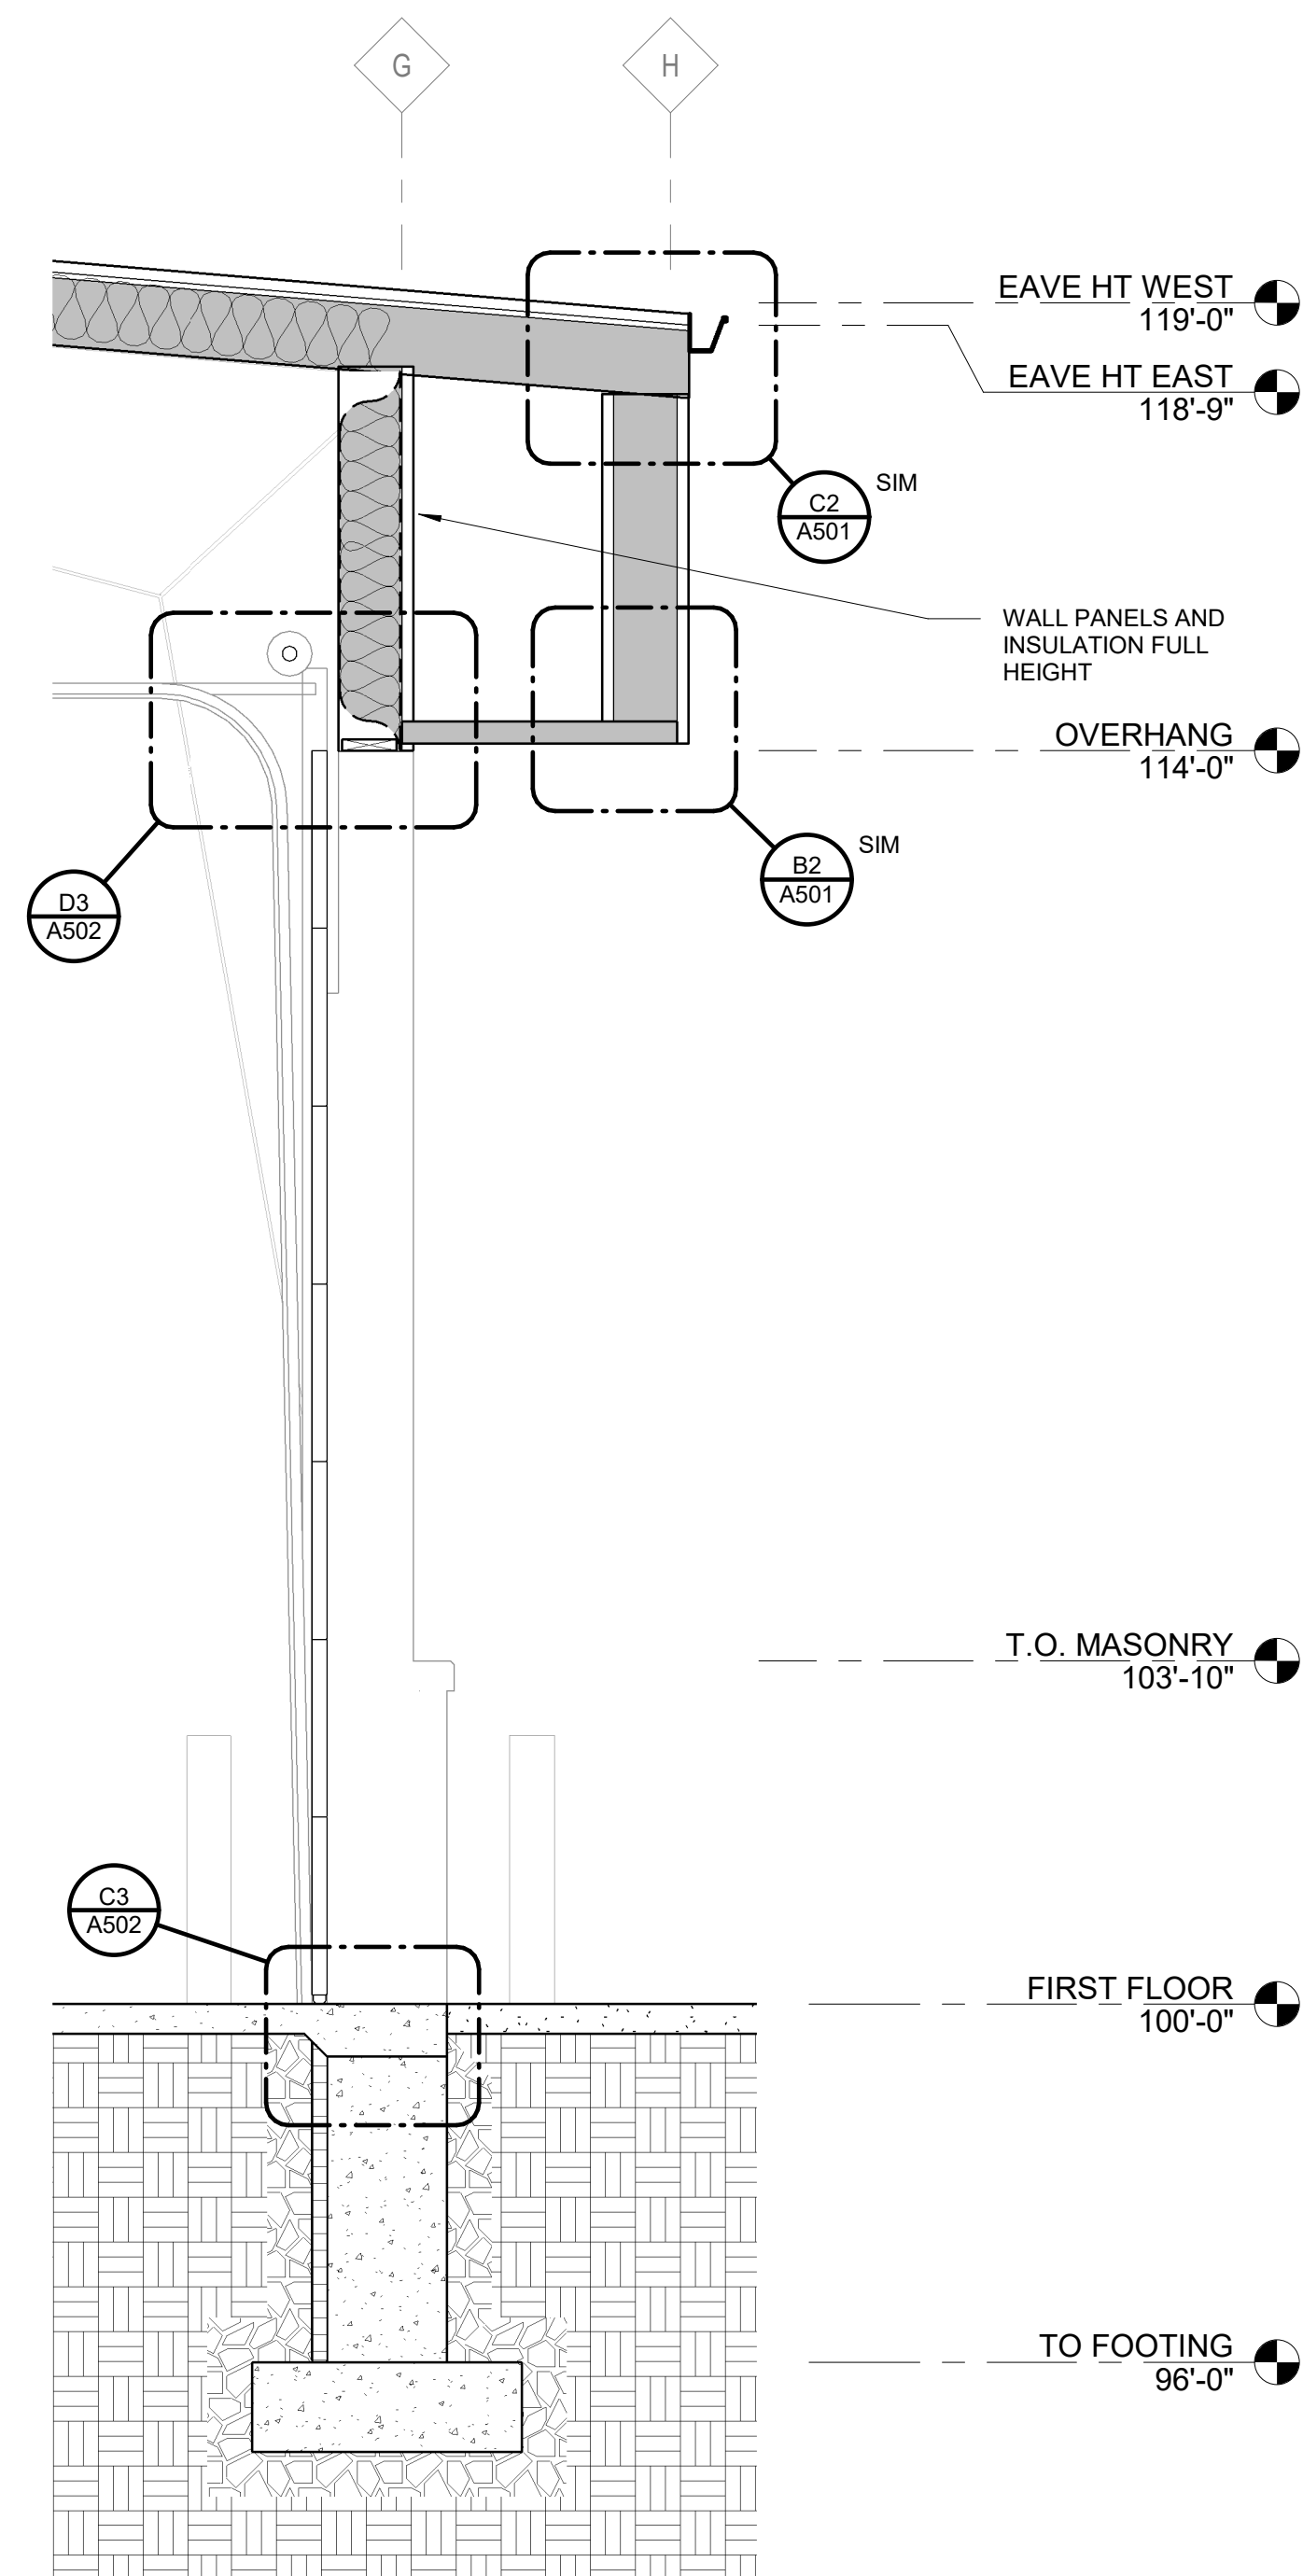 G
H
EAVE HT WEST
119'-0"
EAVE HT EAST
118'-9"
SIM
C2
A501
WALL PANELS AND
INSULATION FULL
HEIGHT
OVERHANG
114'-0"
SIM
B2
A501
D3
A502
T.O. MASONRY
103'-10"
C3
A502
FIRST FLOOR
100'-0"
TO FOOTING
96'-0"